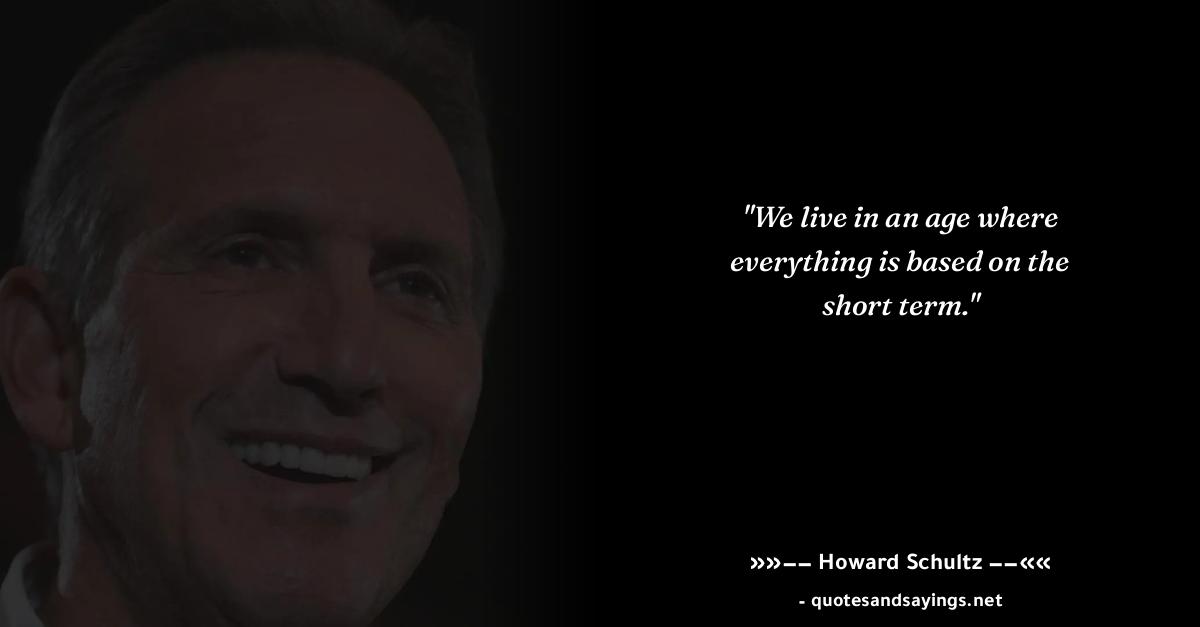 "We live in an age where
everything is based on the
short term."
»»−− Howard Schultz −−««
- quotesandsayings.net